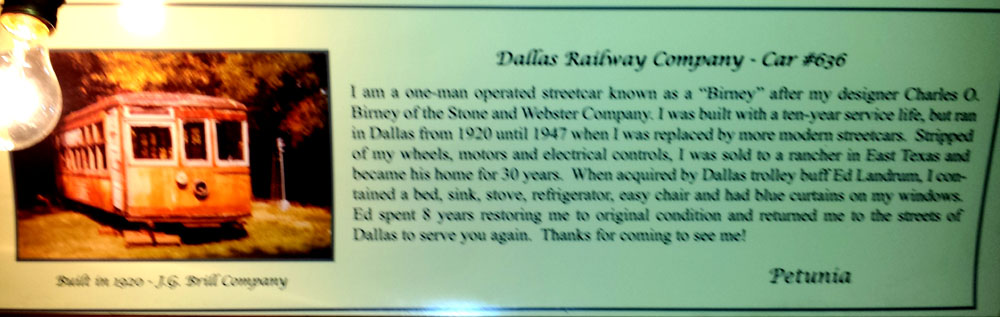 Dallas Railway Company - Car #636
I am a one-man operated streetcar known as a "Birney" after my designer Charles O.
Birney of the Stone and Webster Company. I was built with a ten-year service life, but ran
in Dallas from 1920 until 1947 when I was replaced by more modern streetcars. Stripped
of my wheels, motors and electrical controls, I was sold to a rancher in East Texas and
became his home for 30 years. When acquired by Dallas trolley buff Ed Landrum, I con-
tained a bed, sink, stove, refrigerator, easy chair and had blue curtains on my windows.
Ed spent 8 years restoring me to original condition and returned me to the streets of
Dallas to serve you again. Thanks for coming to see me!
Petunia
Built in 1920 - J.G. Brill Company